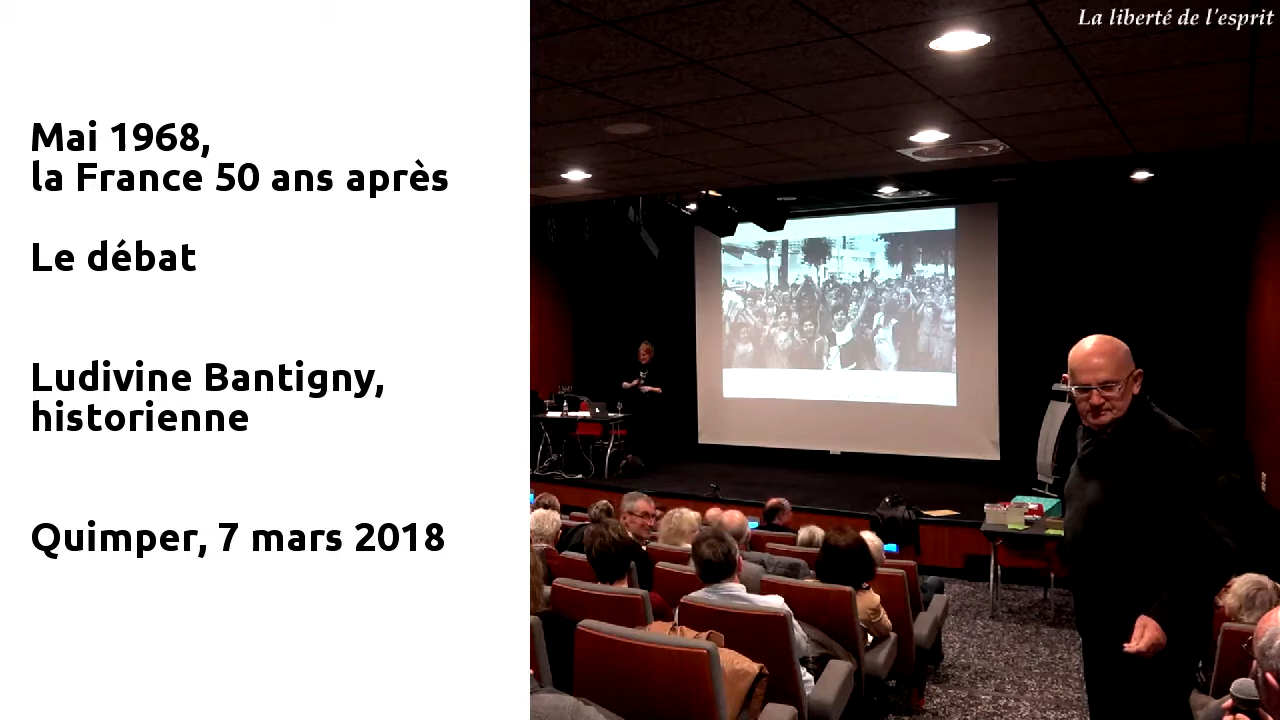 Mai 1968,
la France 50 ans après
Le débat
Ludivine Bantigny,
historienne
Quimper, 7 mars 2018
La liberté de l'esprit